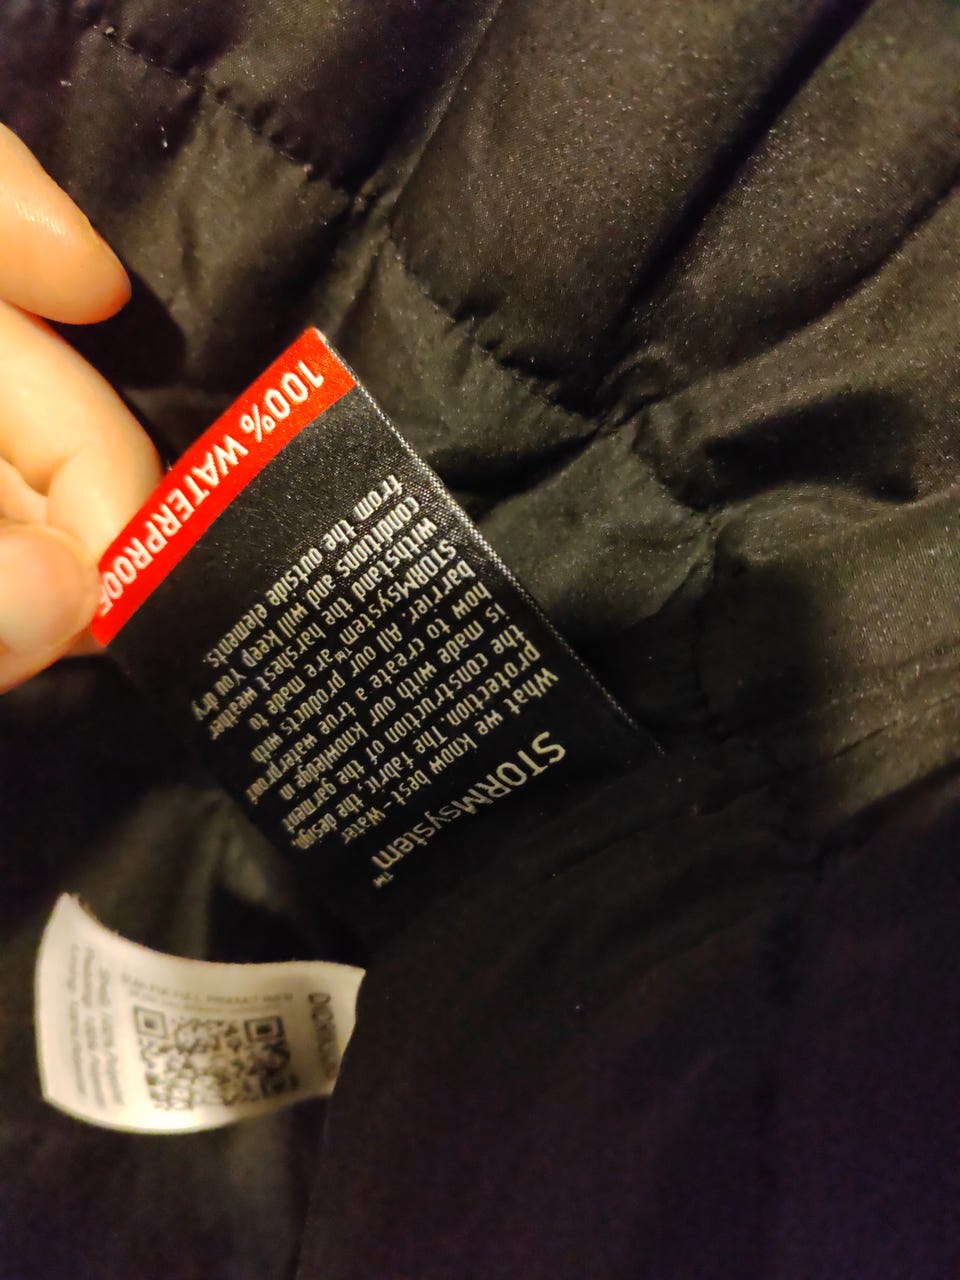 STORMsystem™
What we know best - Water
protection. The fabric, the design,
the construction of the garment
is made with our knowledge in
how to create a true waterproof
barrier. All our products with
STORMsystem™ are made to
withstand the harshest weather
conditions and will keep You dry
from the outside elements.
100% WATERPROOF